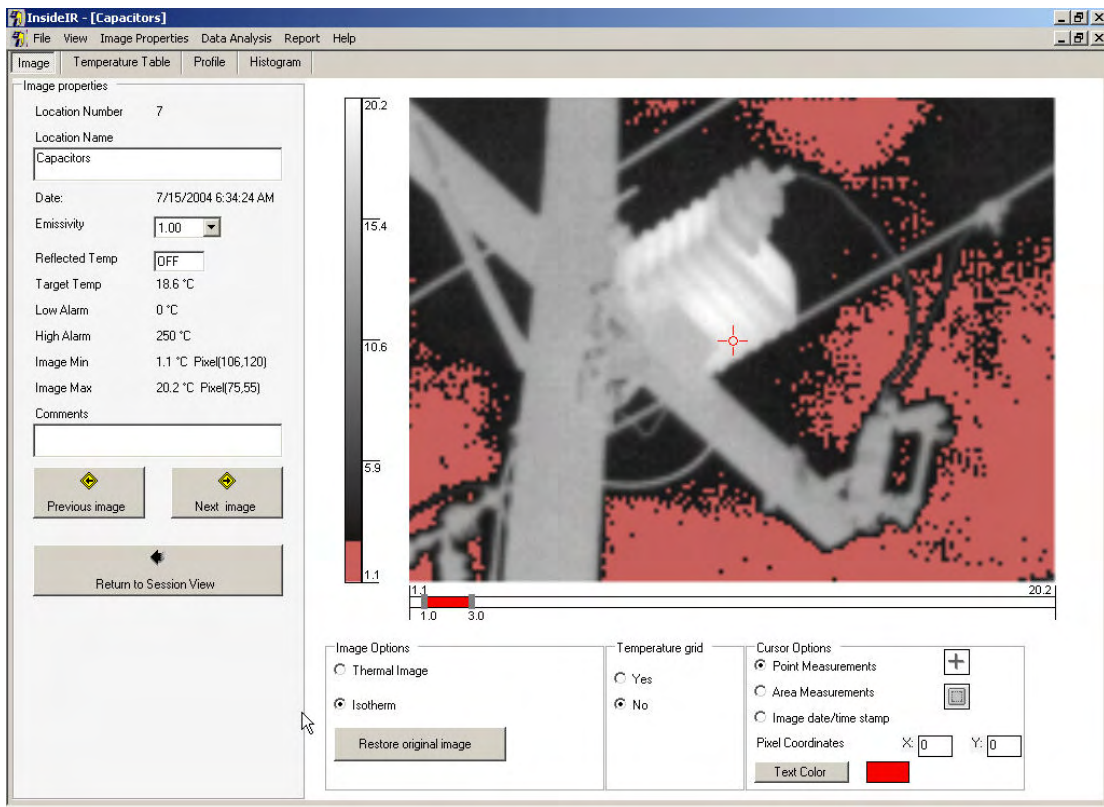 InsideIR - [Capacitors]
File View Image Properties Data Analysis Report Help
Image Temperature Table Profile Histogram
Image properties
Location Number 7
Location Name
Capacitors
Date: 7/15/2004 6:34:24 AM
Emissivity 1.00
Reflected Temp OFF
Target Temp 18.6 °C
Low Alarm 0 °C
High Alarm 250 °C
Image Min 1.1 °C Pixel(106,120)
Image Max 20.2 °C Pixel(75,55)
Comments
Previous image Next image
Return to Session View
20.2
15.4
10.6
5.9
1.1
1.1 20.2
1.0 3.0
Image Options
Thermal Image
Isotherm
Restore original image
Temperature grid
Yes
No
Cursor Options
Point Measurements
Area Measurements
Image date/time stamp
Pixel Coordinates X: 0 Y: 0
Text Color